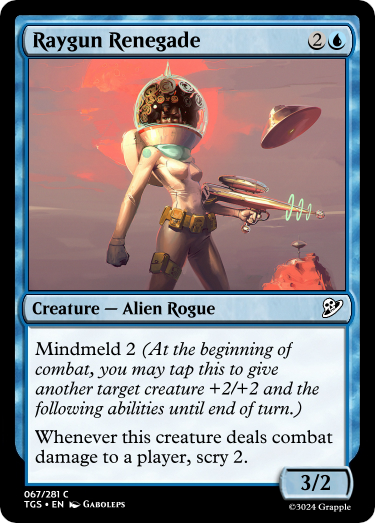 Raygun Renegade 2
Creature — Alien Rogue
Mindmeld 2 (At the beginning of
combat, you may tap this to give
another target creature +2/+2 and the
following abilities until end of turn.)
Whenever this creature deals combat
damage to a player, scry 2.
3/2
067/281 C
TGS • EN Gaboleps
©3024 Grapple